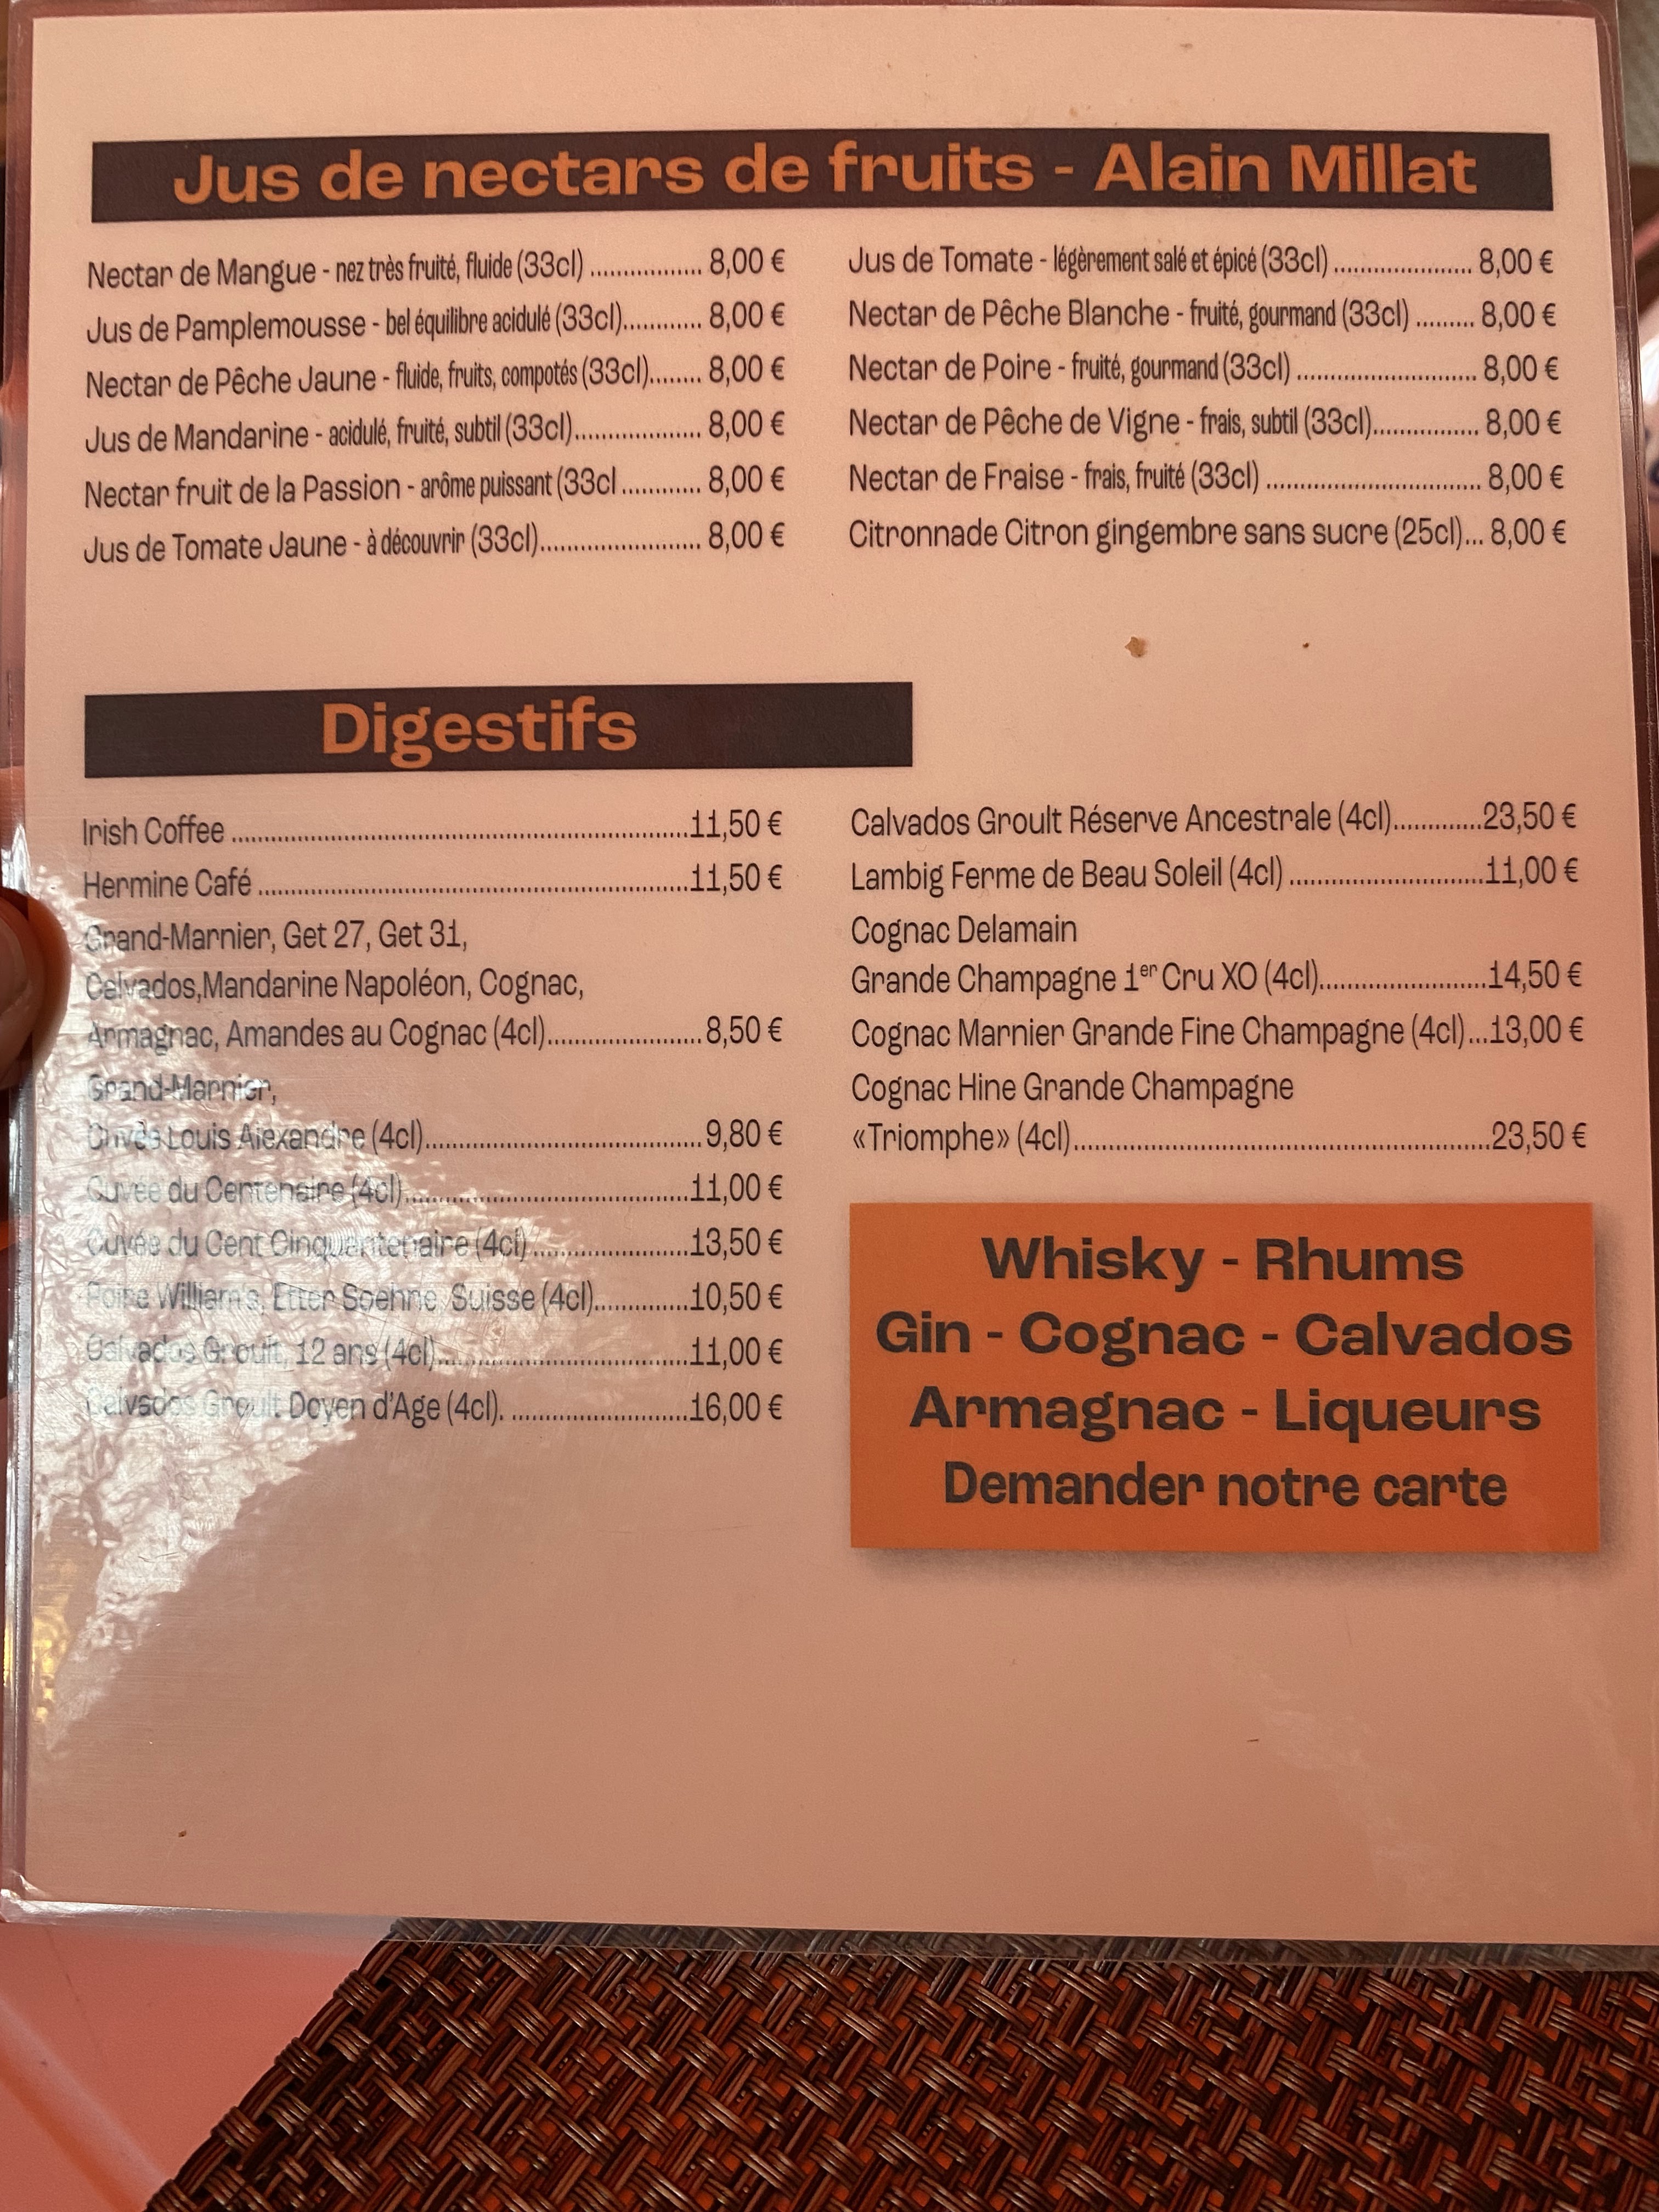 Jus de nectars de fruits - Alain Millat
Nectar de Mangue - nez très fruité, fluide (33cl) .................. 8,00 €
Jus de Pamplemousse - bel équilibre acidulé (33cl)............ 8,00 €
Nectar de Pêche Jaune - fluide, fruits, compotés (33cl)........ 8,00 €
Jus de Mandarine - acidulé, fruité, subtil (33cl).................... 8,00 €
Nectar fruit de la Passion - arôme puissant (33cl ............ 8,00 €
Jus de Tomate Jaune - à découvrir (33cl)......................... 8,00 €
Jus de Tomate - légèrement salé et épicé (33cl) ...................... 8,00 €
Nectar de Pêche Blanche - fruité, gourmand (33cl) ......... 8,00 €
Nectar de Poire - fruité, gourmand (33cl) ............................. 8,00 €
Nectar de Pêche de Vigne - frais, subtil (33cl)................. 8,00 €
Nectar de Fraise - frais, fruité (33cl) .................................. 8,00 €
Citronnade Citron gingembre sans sucre (25cl)... 8,00 €
Digestifs
Irish Coffee ........................................................................11,50 €
Hermine Café ....................................................................11,50 €
Grand-Marnier, Get 27, Get 31,
Calvados,Mandarine Napoléon, Cognac,
Armagnac, Amandes au Cognac (4cl)........................8,50 €
Grand-Marnier,
Cuvée Louis Alexandre (4cl)...........................................9,80 €
Cuvée du Centenaire (4cl)............................................11,00 €
Cuvée du Cent Cinquantenaire (4cl).........................13,50 €
Poire William's, Etter Soehne, Suisse (4cl)...............10,50 €
Calvados Groult, 12 ans (4cl).......................................11,00 €
Calvados Groult Doyen d'Age (4cl). ............................16,00 €
Calvados Groult Réserve Ancestrale (4cl).............23,50 €
Lambig Ferme de Beau Soleil (4cl) .............................11,00 €
Cognac Delamain
Grande Champagne 1er Cru XO (4cl).........................14,50 €
Cognac Marnier Grande Fine Champagne (4cl)...13,00 €
Cognac Hine Grande Champagne
«Triomphe» (4cl)................................................................23,50 €
Whisky - Rhums
Gin - Cognac - Calvados
Armagnac - Liqueurs
Demander notre carte